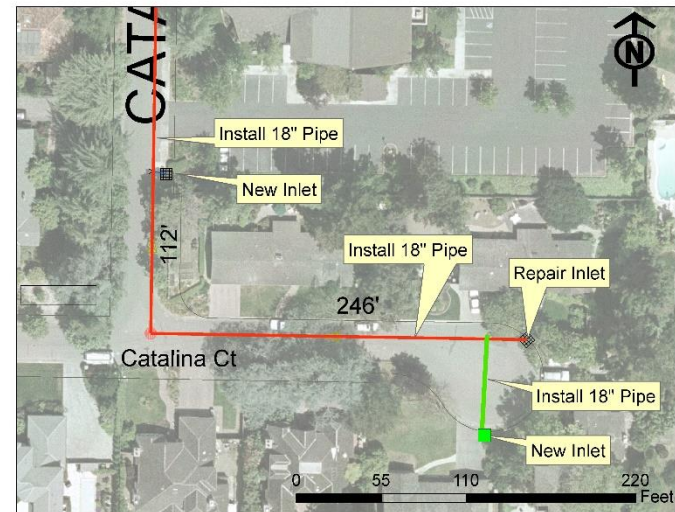 CATA
N
Install 18" Pipe
New Inlet
112'
Install 18" Pipe
Repair Inlet
246'
Catalina Ct
Install 18" Pipe
New Inlet
0 55 110 220
Feet